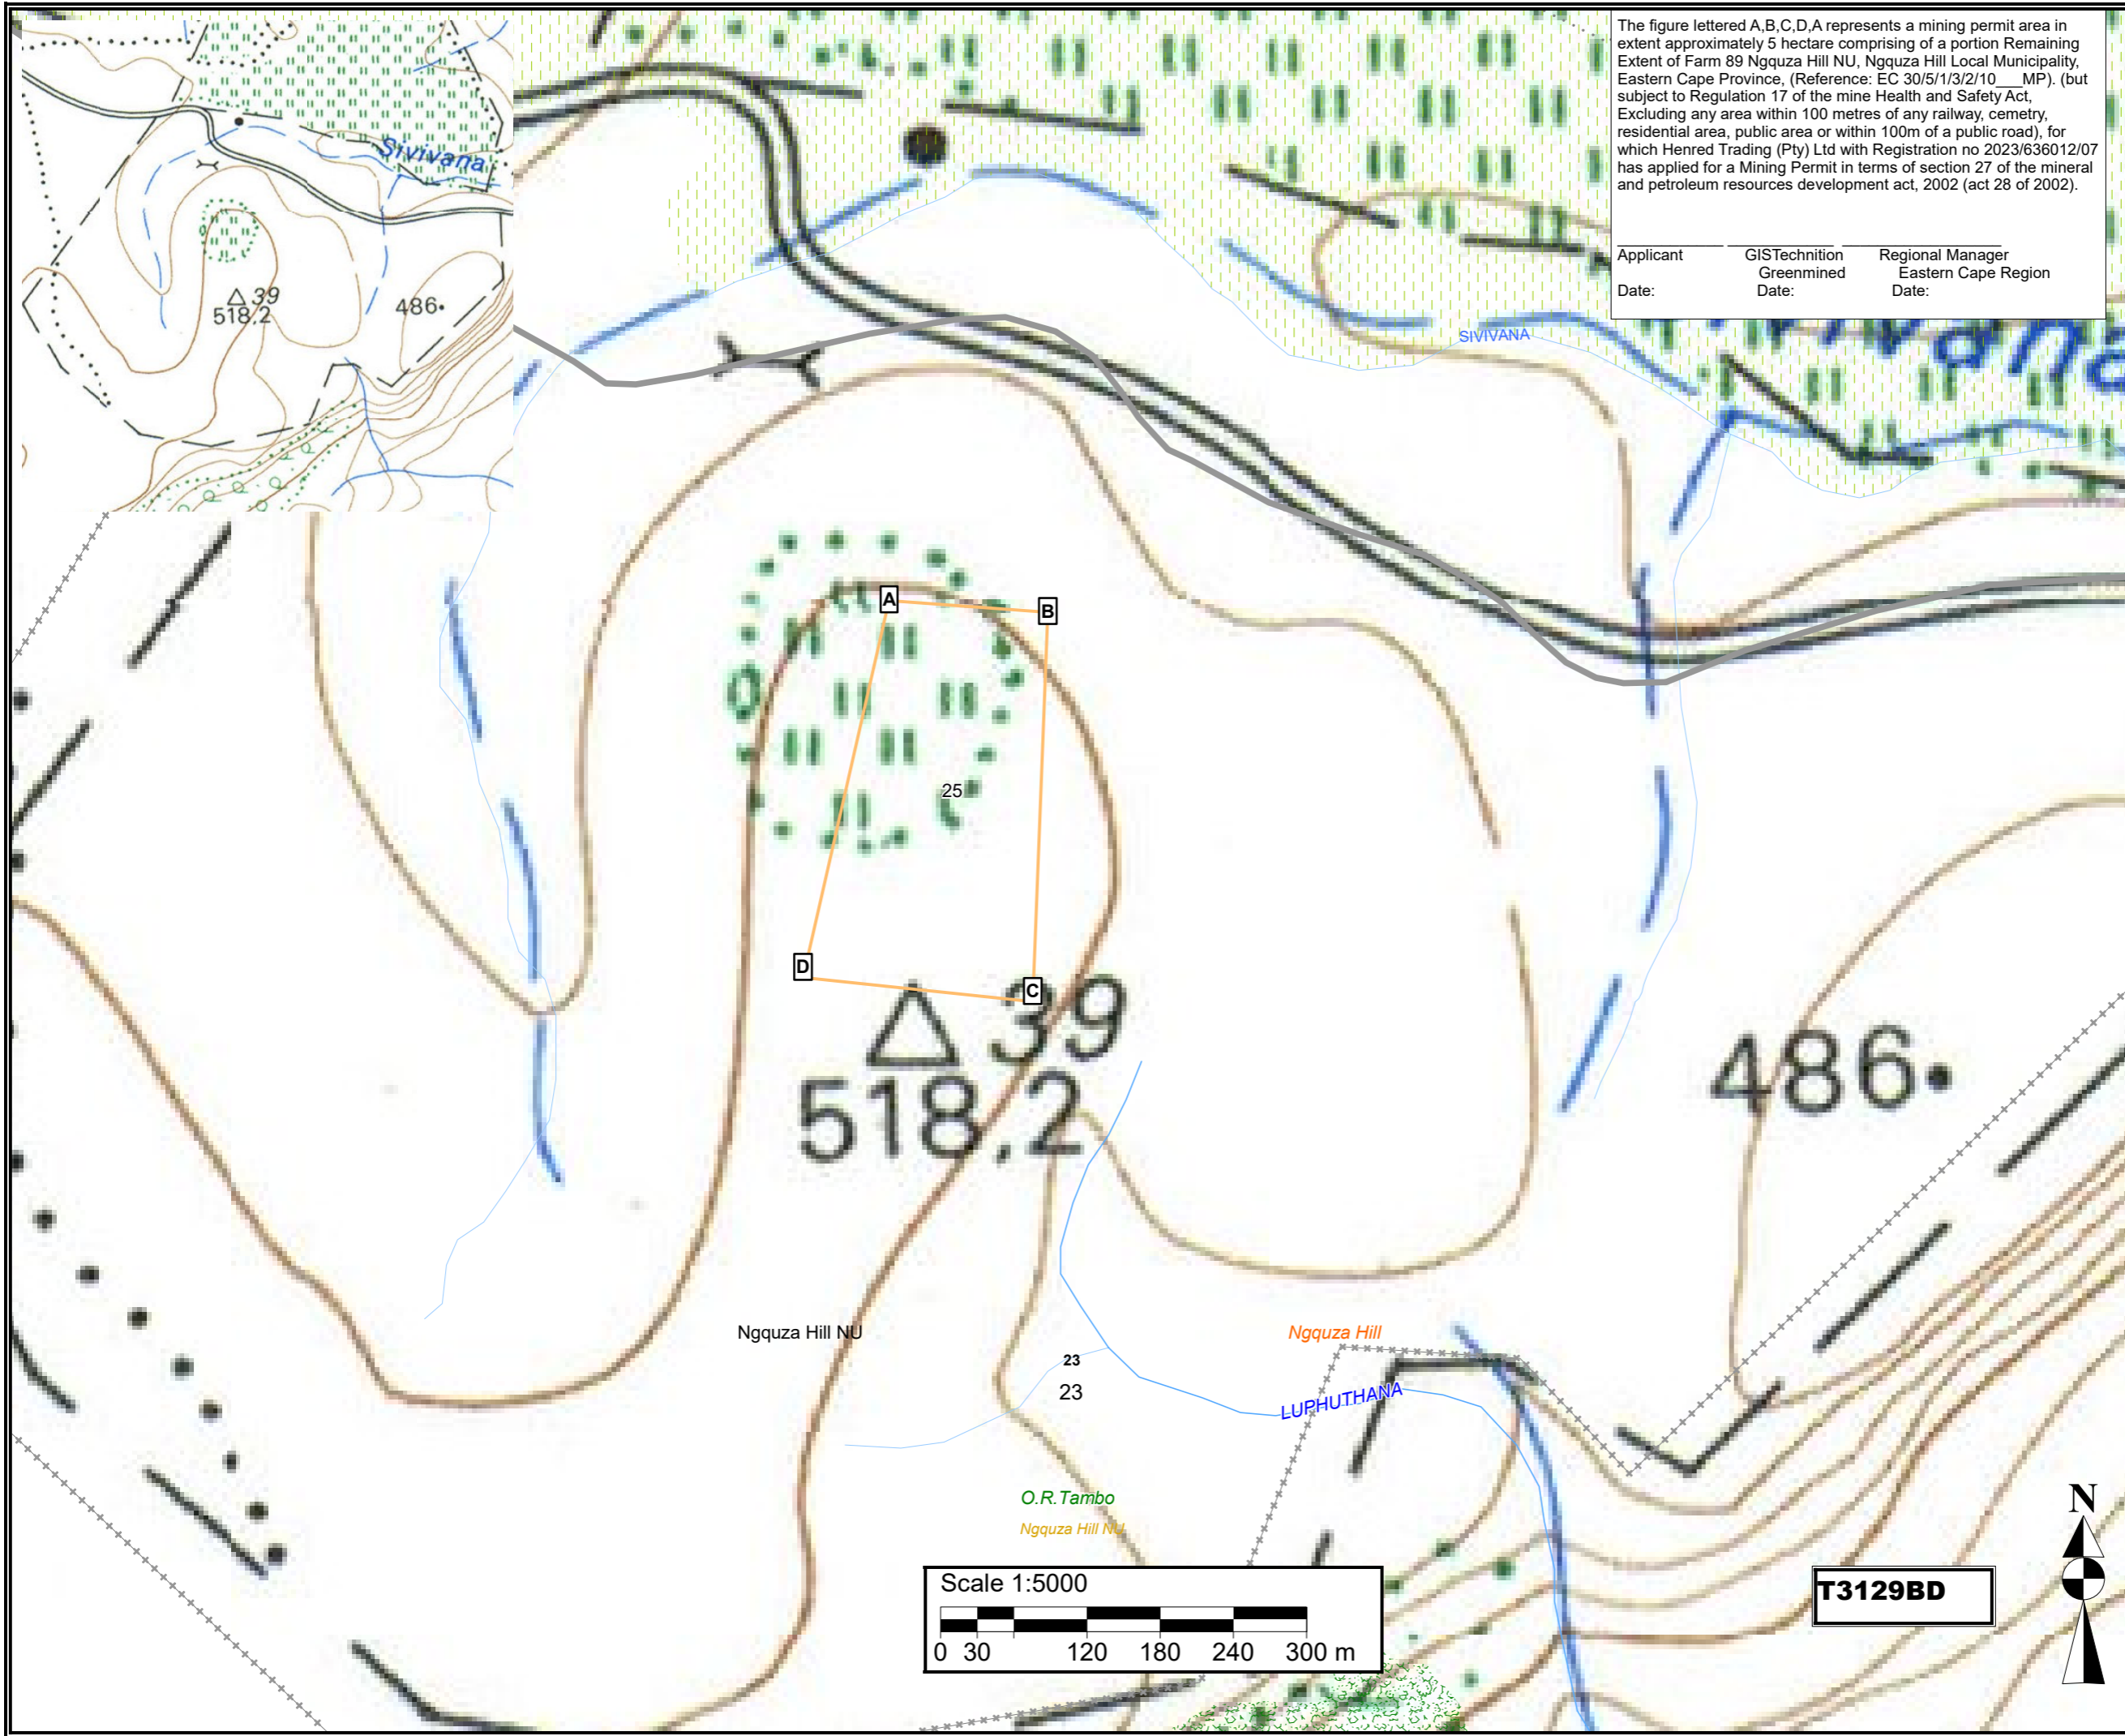 The figure lettered A,B,C,D,A represents a mining permit area in
extent approximately 5 hectare comprising of a portion Remaining
Extent of Farm 89 Ngquza Hill NU, Ngquza Hill Local Municipality,
Eastern Cape Province, (Reference: EC 30/5/1/3/2/10___MP). (but
subject to Regulation 17 of the mine Health and Safety Act,
Excluding any area within 100 metres of any railway, cemetry,
residential area, public area or within 100m of a public road), for
which Henred Trading (Pty) Ltd with Registration no 2023/636012/07
has applied for a Mining Permit in terms of section 27 of the mineral
and petroleum resources development act, 2002 (act 28 of 2002).
Applicant GISTechnition Regional Manager
Greenmined Eastern Cape Region
Date: Date: Date:
Sivivana
39
518,2
486
SIVIVANA
A
B
25
D
C
39
518,2
486
Ngquza Hill NU
Ngquza Hill
23
23
LUPHUTHANA
O.R.Tambo
Ngquza Hill NU
Scale 1:5000
0 30 120 180 240 300 m
N
T3129BD